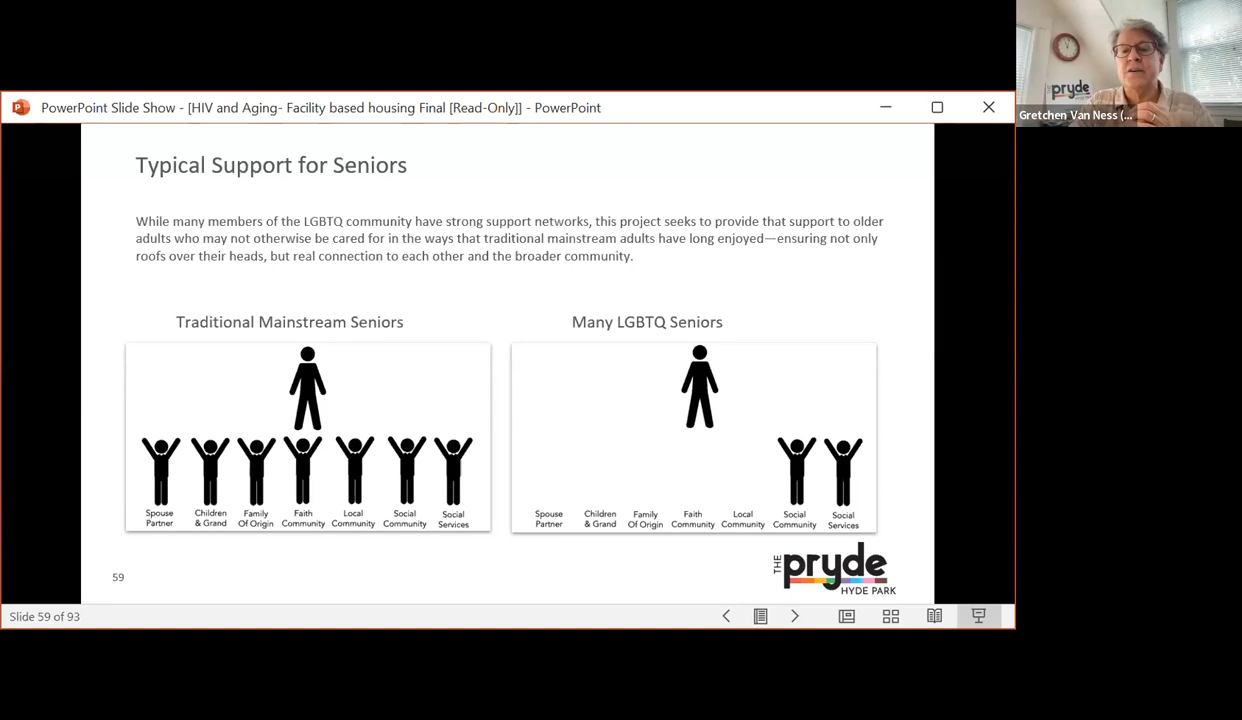 PowerPoint Slide Show - [HIV and Aging- Facility based housing Final [Read-Only]] - PowerPoint
pryde
Gretchen Van Ness (...
Typical Support for Seniors
While many members of the LGBTQ community have strong support networks, this project seeks to provide that support to older
adults who may not otherwise be cared for in the ways that traditional mainstream adults have long enjoyed—ensuring not only
roofs over their heads, but real connection to each other and the broader community.
Traditional Mainstream Seniors
Spouse
Partner
Children
& Grand
Family
Of Origin
Faith
Community
Local
Community
Social
Community
Social
Services
Many LGBTQ Seniors
Spouse
Partner
Children
& Grand
Family
Of Origin
Faith
Community
Local
Community
Social
Community
Social
Services
59
THE
pryde
HYDE PARK
Slide 59 of 93